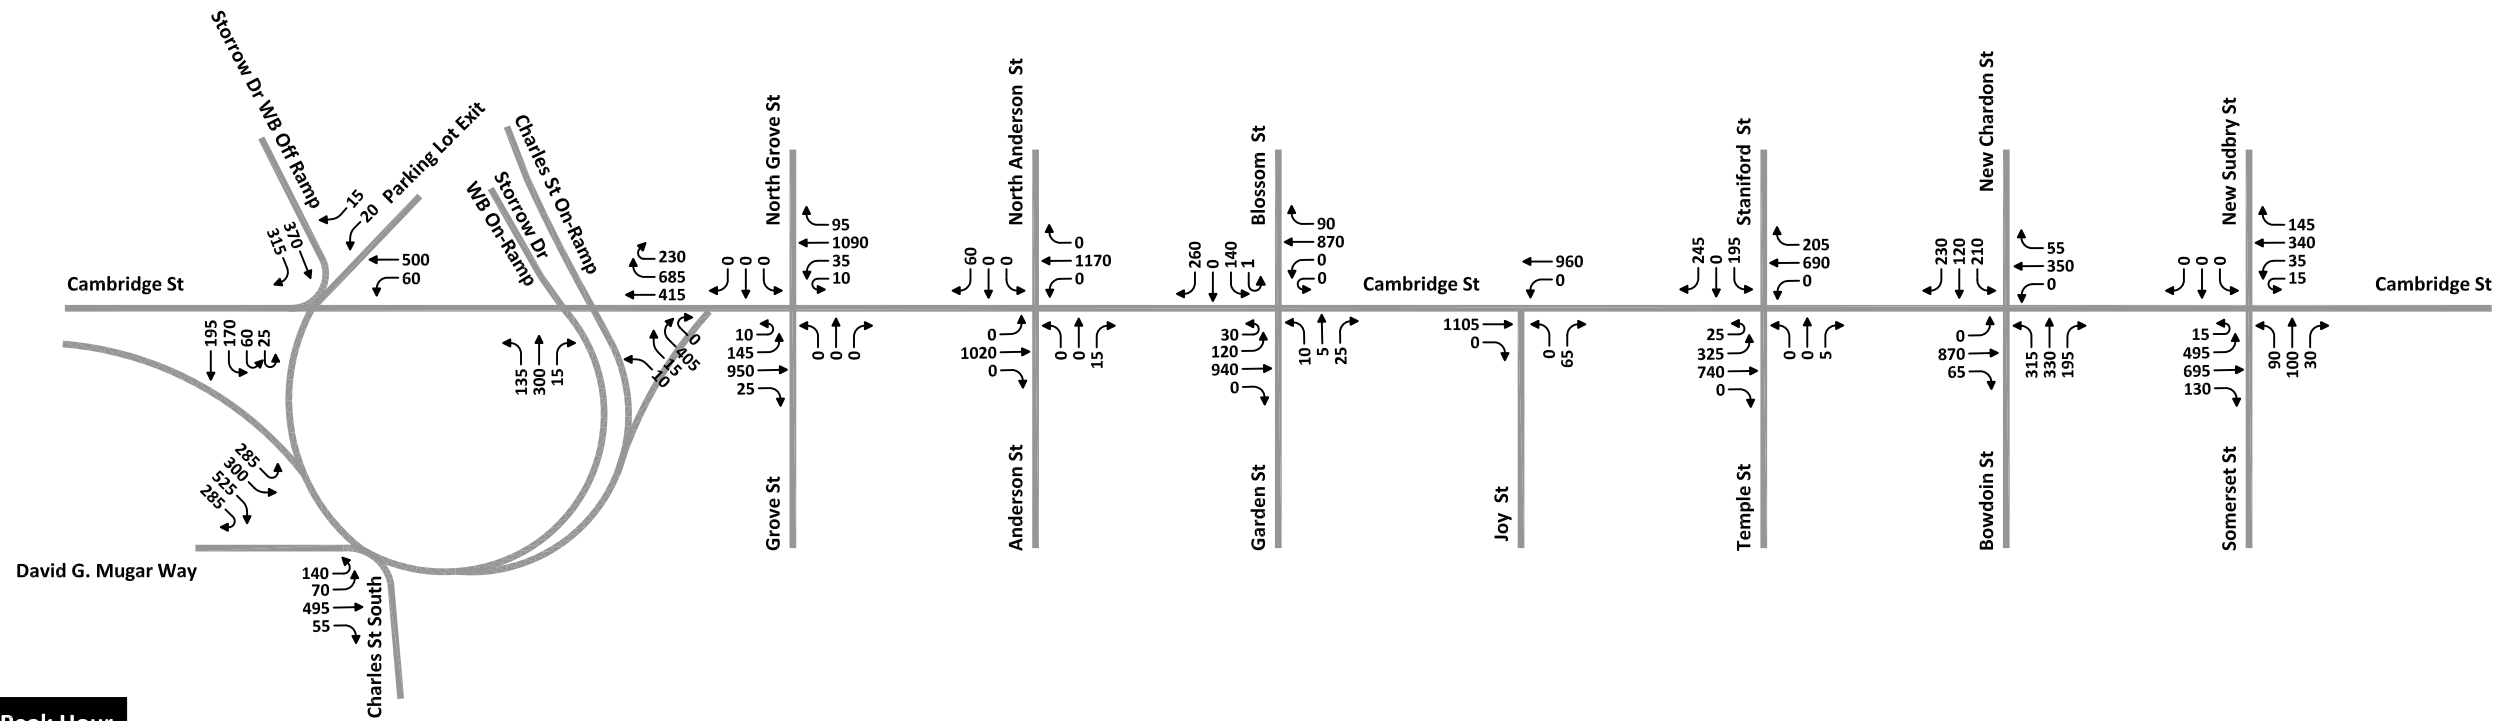 Storrow Dr WB Off Ramp
Parking Lot Exit
Storrow Dr
WB On-Ramp
Charles St On-Ramp
North Grove St
North Anderson St
Blossom St
Staniford St
New Chardon St
New Sudbry St
Cambridge St
Cambridge St
Cambridge St
370
315
15
20
500
60
230
685
415
0 0 0
95
1090
35
10
60 0 0
0
1170
0
260 0 140 1
90
870
0
0
960
0
245 0 195
205
690
0
230 120 210
55
350
0
0 0 0
145
340
35
15
195 170 60 25
135 300 15
0
405
15
10
10
145
950
25
0 0 0
0
1020
0
0 0 15
30
120
940
0
10 5 25
1105
0
0 65
25
325
740
0
0 0 5
0
870
65
315 330 195
15
495
695
130
90 100 30
285
300
525
285
140
70
495
55
David G. Mugar Way
Charles St South
Grove St
Anderson St
Garden St
Joy St
Temple St
Bowdoin St
Somerset St
Peak Hour